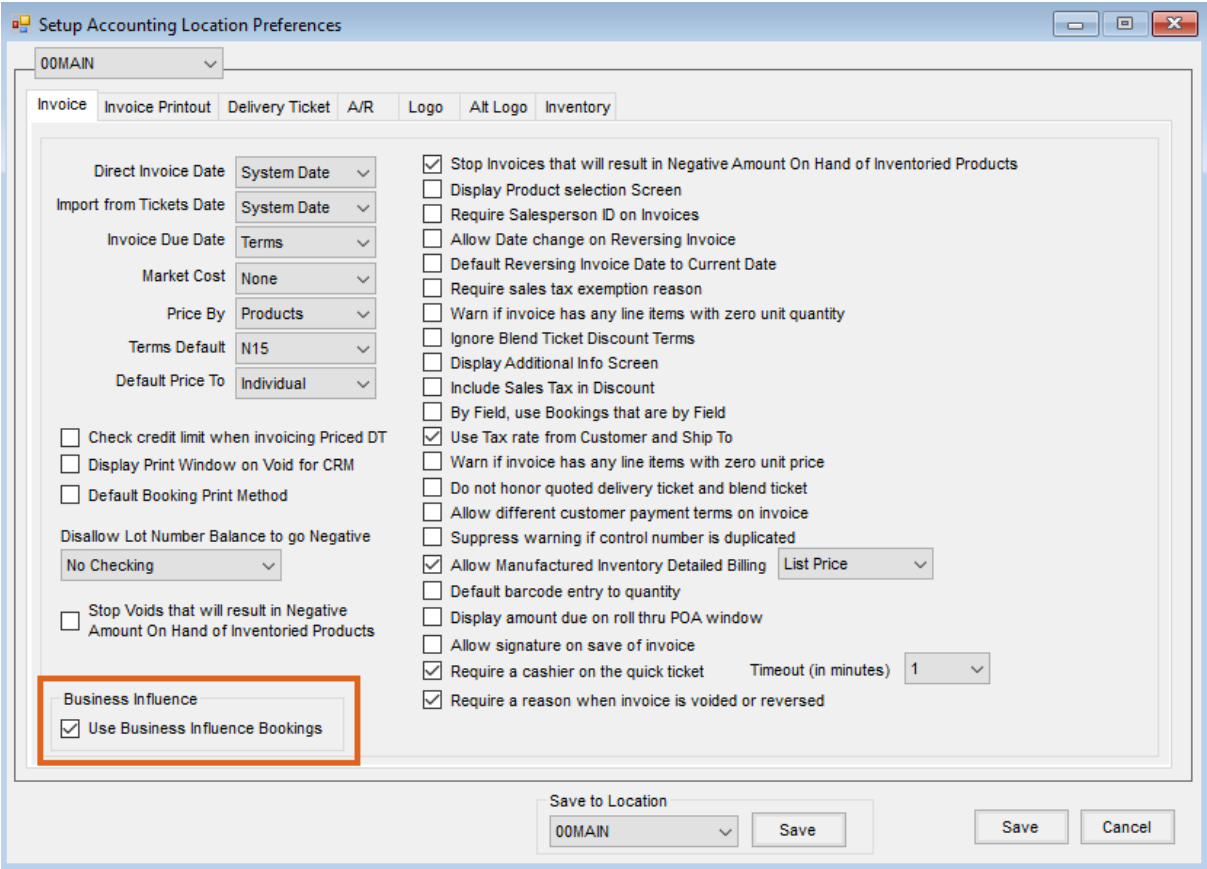 Setup Accounting Location Preferences
00MAIN
Invoice Invoice Printout Delivery Ticket A/R Logo Alt Logo Inventory
Direct Invoice Date System Date
Import from Tickets Date System Date
Invoice Due Date Terms
Market Cost None
Price By Products
Terms Default N15
Default Price To Individual
Check credit limit when invoicing Priced DT
Display Print Window on Void for CRM
Default Booking Print Method
Disallow Lot Number Balance to go Negative
No Checking
Stop Voids that will result in Negative
Amount On Hand of Inventoried Products
Business Influence
Use Business Influence Bookings
Stop Invoices that will result in Negative Amount On Hand of Inventoried Products
Display Product selection Screen
Require Salesperson ID on Invoices
Allow Date change on Reversing Invoice
Default Reversing Invoice Date to Current Date
Require sales tax exemption reason
Warn if invoice has any line items with zero unit quantity
Ignore Blend Ticket Discount Terms
Display Additional Info Screen
Include Sales Tax in Discount
By Field, use Bookings that are by Field
Use Tax rate from Customer and Ship To
Warn if invoice has any line items with zero unit price
Do not honor quoted delivery ticket and blend ticket
Allow different customer payment terms on invoice
Suppress warning if control number is duplicated
Allow Manufactured Inventory Detailed Billing List Price
Default barcode entry to quantity
Display amount due on roll thru POA window
Allow signature on save of invoice
Require a cashier on the quick ticket Timeout (in minutes) 1
Require a reason when invoice is voided or reversed
Save to Location
00MAIN Save Save Cancel